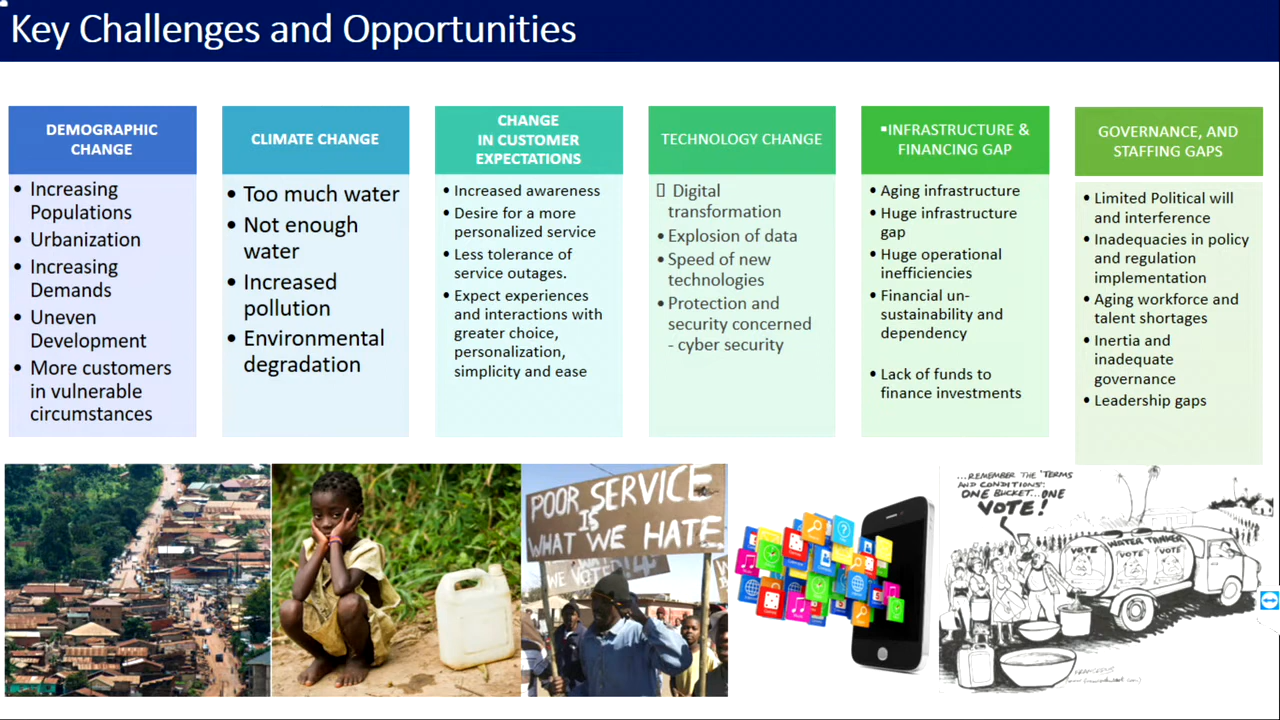 Key Challenges and Opportunities
DEMOGRAPHIC
CHANGE
• Increasing
Populations
• Urbanization
• Increasing
Demands
• Uneven
Development
• More customers
in vulnerable
circumstances
CLIMATE CHANGE
• Too much water
• Not enough
water
• Increased
pollution
• Environmental
degradation
CHANGE
IN CUSTOMER
EXPECTATIONS
• Increased awareness
• Desire for a more
personalized service
• Less tolerance of
service outages.
• Expect experiences
and interactions with
greater choice,
personalization,
simplicity and ease
TECHNOLOGY CHANGE
Digital
transformation
• Explosion of data
• Speed of new
technologies
• Protection and
security concerned
- cyber security
▪INFRASTRUCTURE &
FINANCING GAP
• Aging infrastructure
• Huge infrastructure
gap
• Huge operational
inefficiencies
• Financial un-
sustainability and
dependency
• Lack of funds to
finance investments
GOVERNANCE, AND
STAFFING GAPS
• Limited Political will
and interference
• Inadequacies in policy
and regulation
implementation
• Aging workforce and
talent shortages
• Inertia and
inadequate
governance
• Leadership gaps
POOR SERVICE
IS
WHAT WE HATE.
WE VOTED
...REMEMBER THE 'TERMS
AND CONDITIONS':
ONE BUCKET...ONE
VOTE!
WATER TANKER
VOTE
VOTE
VOTE